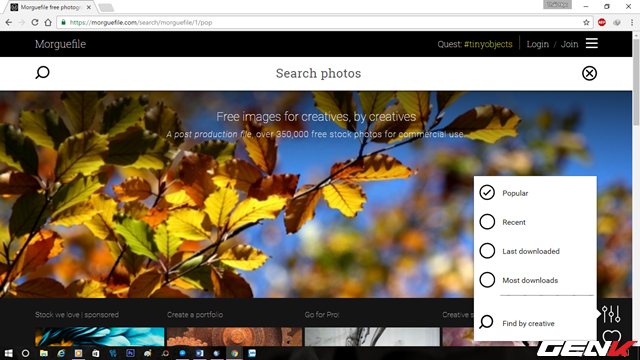 Morguefile free photog
https://morguefile.com/search/morguefile/1/pop
ABP
Morguefile
Quest: #tinyobjects
Login / Join
Search photos
Free images for creatives, by creatives
A post production file, over 350,000 free stock photos for commercial use
Popular
Recent
Last downloaded
Most downloads
Find by creative
Stock we love | sponsored
Create a portfolio
Go for Pro!
Creative s
GENK